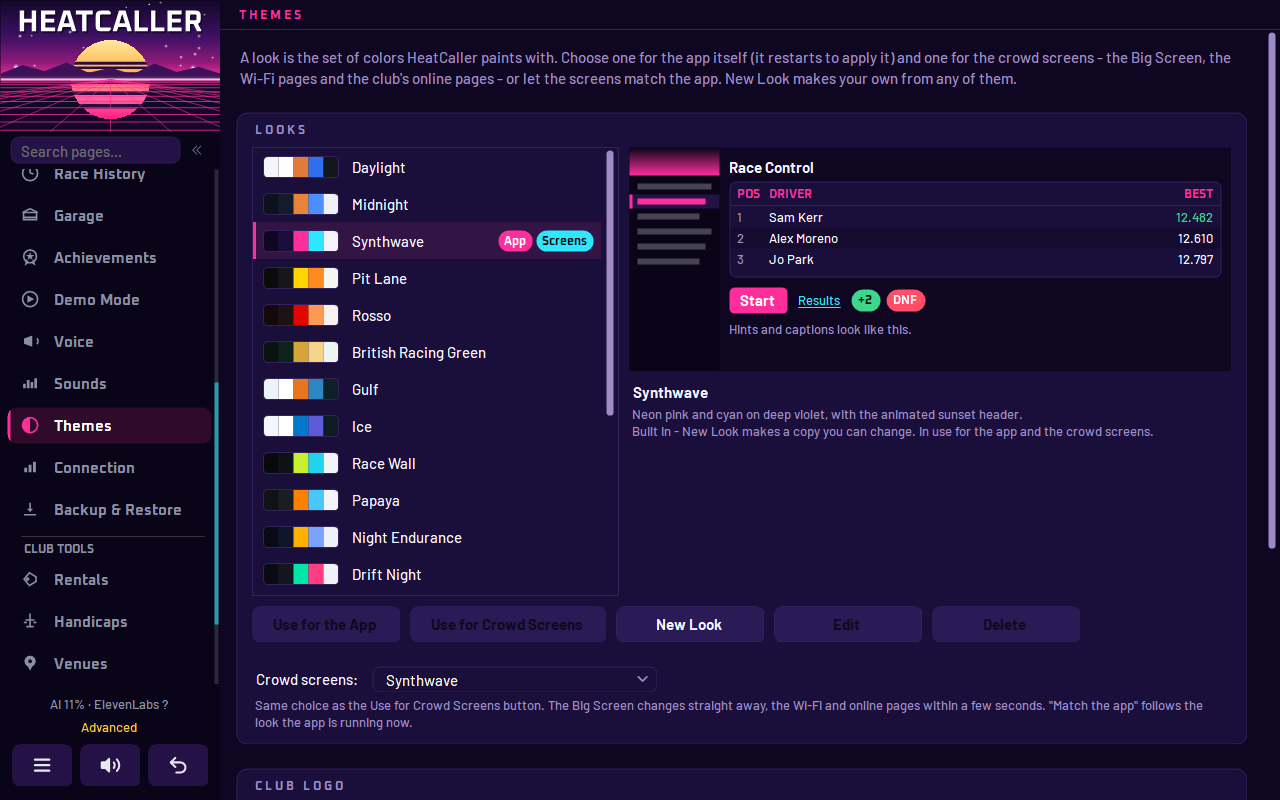 HEATCALLER
Search pages...
Race History
Garage
Achievements
Demo Mode
Voice
Sounds
Themes
Connection
Backup & Restore
CLUB TOOLS
Rentals
Handicaps
Venues
AI 11% · ElevenLabs ?
Advanced
THEMES
A look is the set of colors HeatCaller paints with. Choose one for the app itself (it restarts to apply it) and one for the crowd screens - the Big Screen, the
Wi-Fi pages and the club's online pages - or let the screens match the app. New Look makes your own from any of them.
LOOKS
Daylight
Midnight
Synthwave App Screens
Pit Lane
Rosso
British Racing Green
Gulf
Ice
Race Wall
Papaya
Night Endurance
Drift Night
Race Control
POS DRIVER BEST
1 Sam Kerr 12.482
2 Alex Moreno 12.610
3 Jo Park 12.797
Start Results +2 DNF
Hints and captions look like this.
Synthwave
Neon pink and cyan on deep violet, with the animated sunset header.
Built in - New Look makes a copy you can change. In use for the app and the crowd screens.
Use for the App Use for Crowd Screens New Look Edit Delete
Crowd screens: Synthwave
Same choice as the Use for Crowd Screens button. The Big Screen changes straight away, the Wi-Fi and online pages within a few seconds. "Match the app" follows the
look the app is running now.
CLUB LOGO